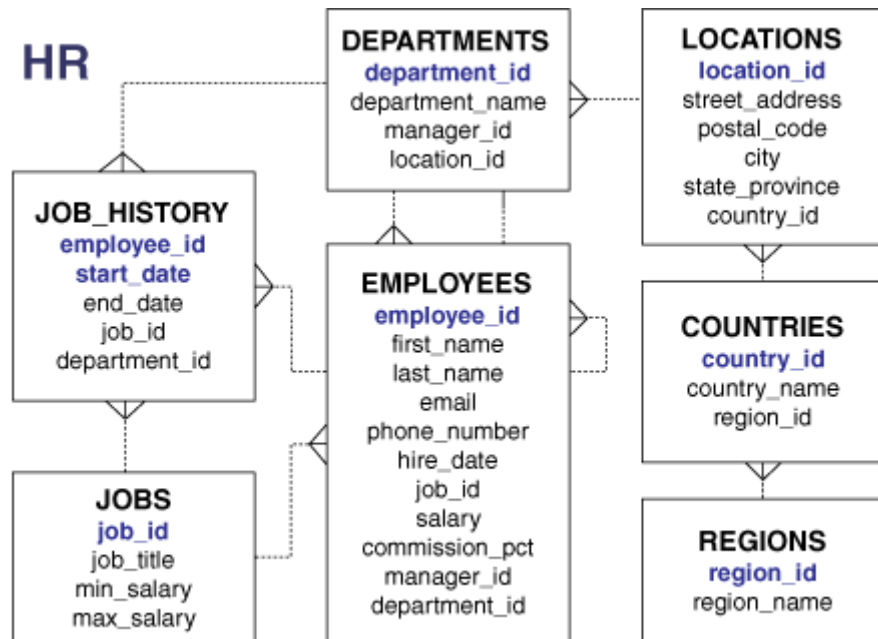 HR
DEPARTMENTS
department_id
department_name
manager_id
location_id
LOCATIONS
location_id
street_address
postal_code
city
state_province
country_id
JOB_HISTORY
employee_id
start_date
end_date
job_id
department_id
EMPLOYEES
employee_id
first_name
last_name
email
phone_number
hire_date
job_id
salary
commission_pct
manager_id
department_id
COUNTRIES
country_id
country_name
region_id
JOBS
job_id
job_title
min_salary
max_salary
REGIONS
region_id
region_name